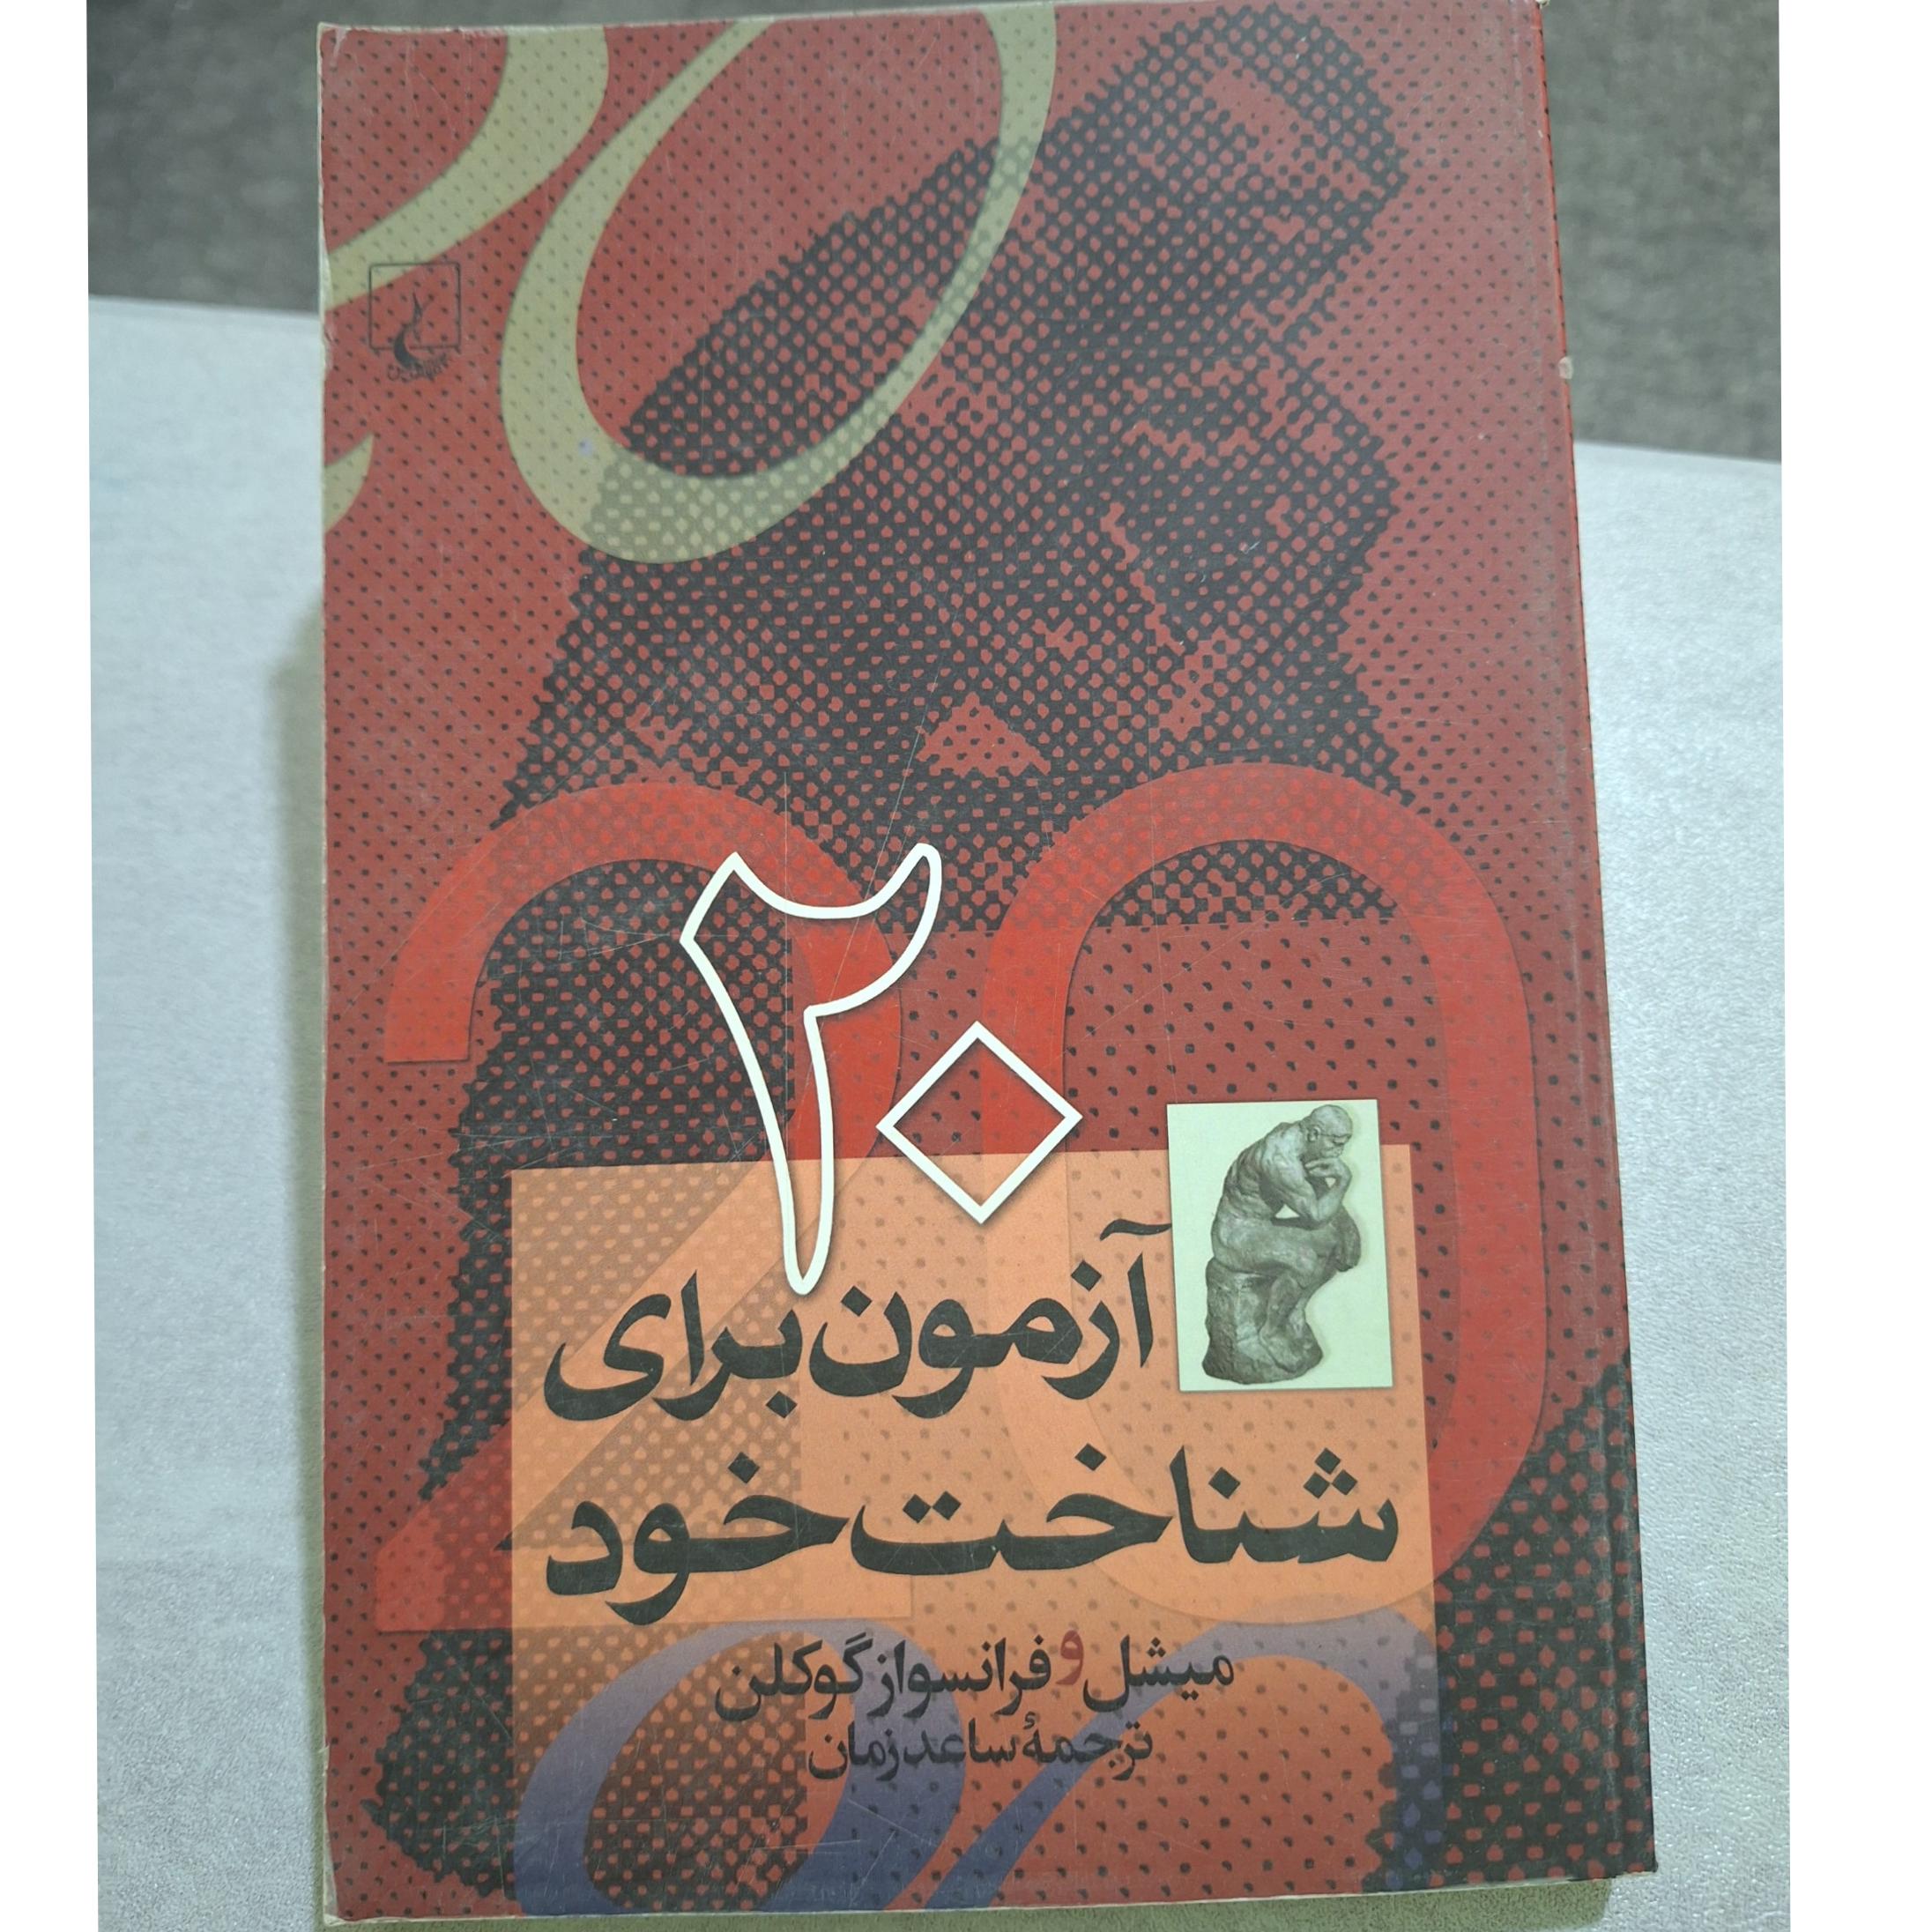 ۲۰
آزمون برای
شناخت خود
میشل و فرانسواز گوکلن
ترجمهٔ ساعد زمان